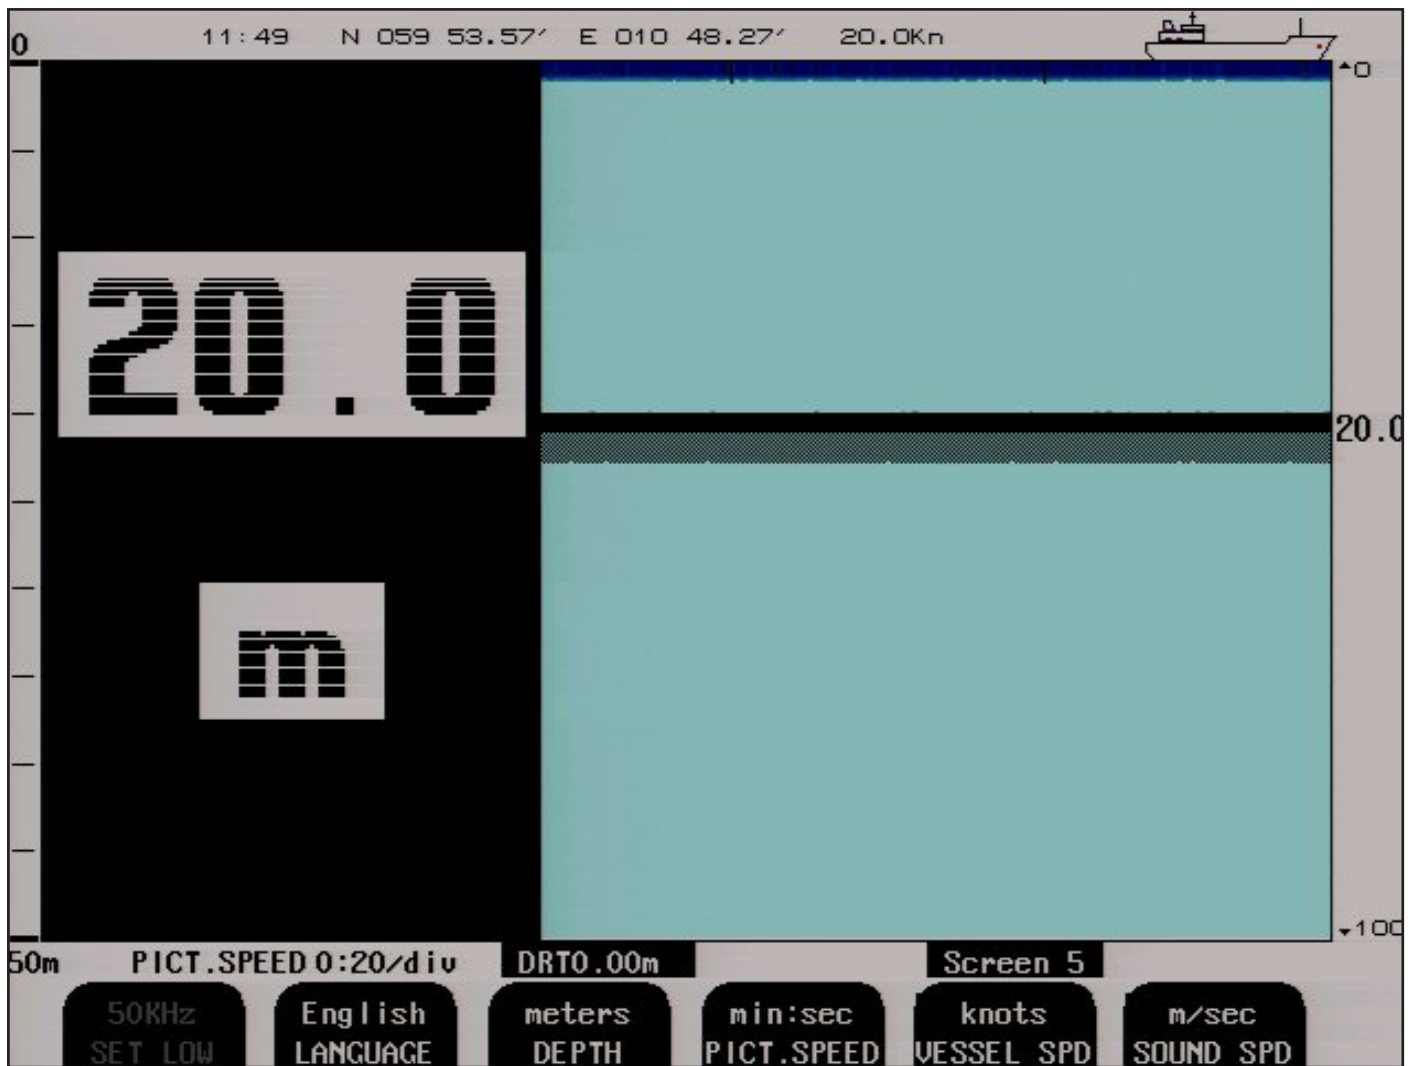 0
11:49 N 059 53.57′ E 010 48.27′ 20.0Kn
0
20.0
20.0
m
100
50m PICT.SPEED 0:20/div DRT0.00m Screen 5
50KHz English meters min:sec knots m/sec
SET LOW LANGUAGE DEPTH PICT.SPEED VESSEL SPD SOUND SPD